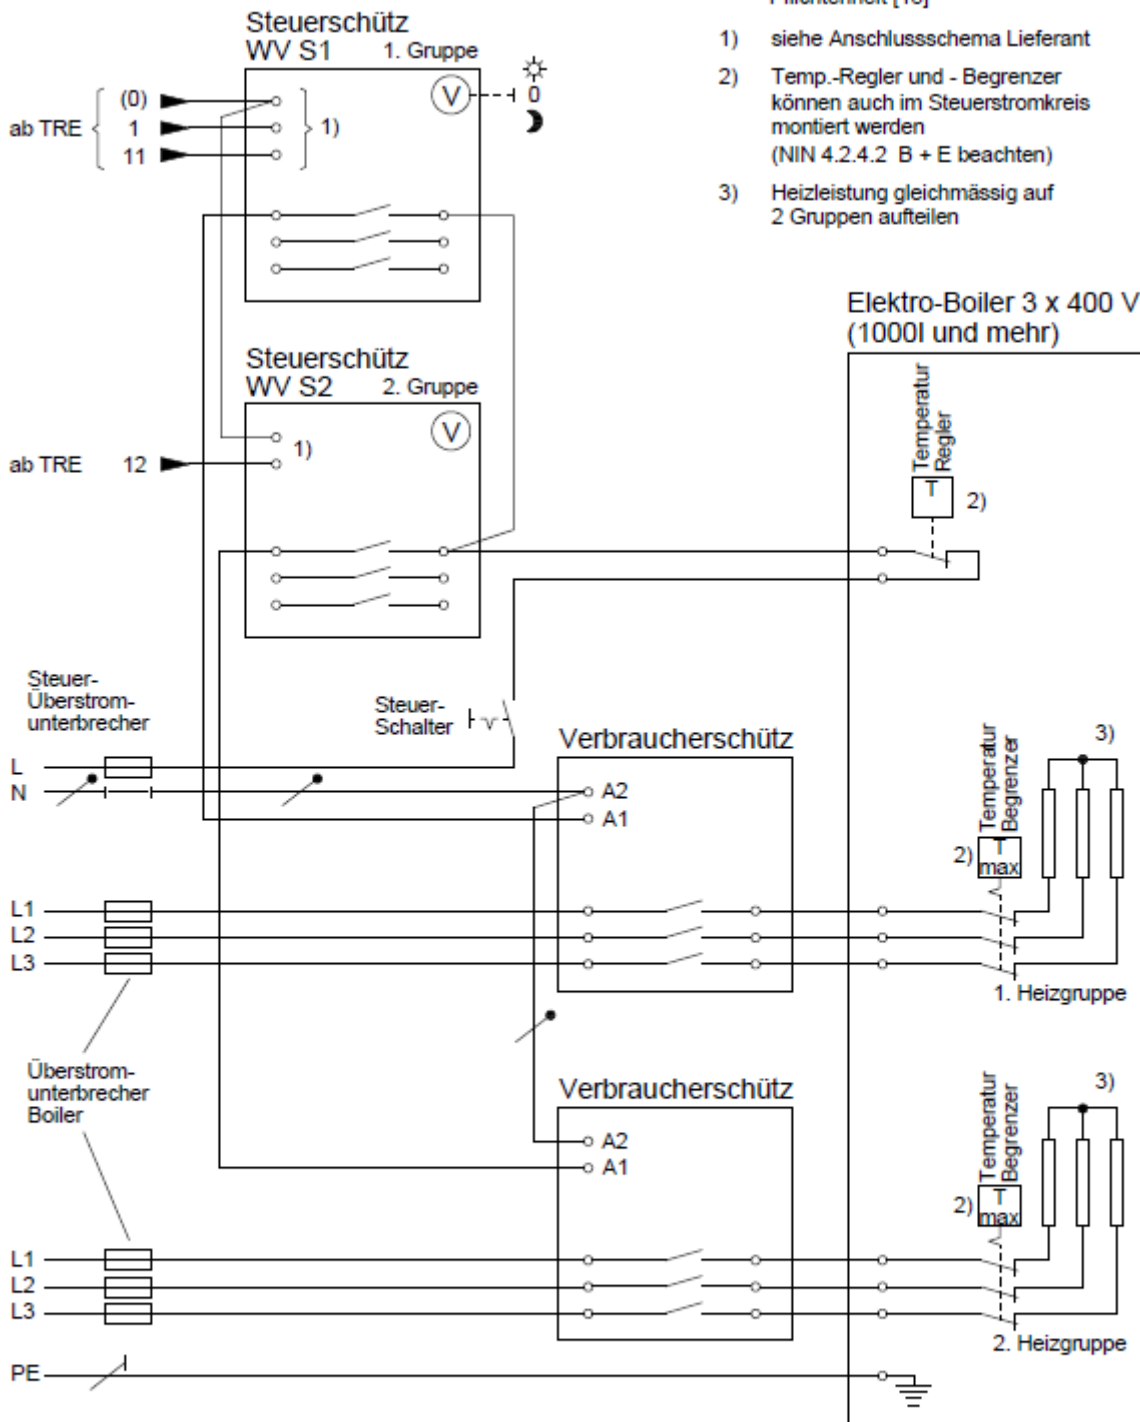 Steuerschütz
WV S1 1. Gruppe
1) siehe Anschlussschema Lieferant
2) Temp.-Regler und - Begrenzer
können auch im Steuerstromkreis
montiert werden
(NIN 4.2.4.2 B + E beachten)
3) Heizleistung gleichmässig auf
2 Gruppen aufteilen
V
0
ab TRE
(0)
1
11
1)
Elektro-Boiler 3 x 400 V
(1000l und mehr)
Steuerschütz
WV S2 2. Gruppe
V
1)
ab TRE 12
Temperatur
Regler
T
2)
Steuer-
Überstrom-
unterbrecher
Steuer-
Schalter
L
N
Verbraucherschütz
A2
A1
Temperatur
Begrenzer
3)
2)
T
max
L1
L2
L3
1. Heizgruppe
Überstrom-
unterbrecher
Boiler
Verbraucherschütz
A2
A1
Temperatur
Begrenzer
3)
2)
T
max
L1
L2
L3
2. Heizgruppe
PE